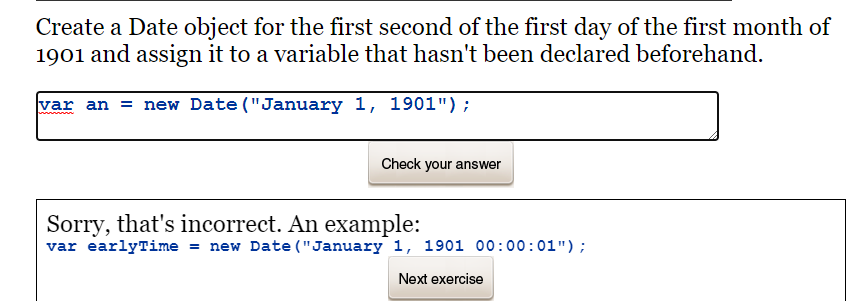 Create a Date object for the first second of the first day of the first month of
1901 and assign it to a variable that hasn't been declared beforehand.
var an = new Date("January 1, 1901");
Check your answer
Sorry, that's incorrect. An example:
var earlyTime = new Date("January 1, 1901 00:00:01");
Next exercise